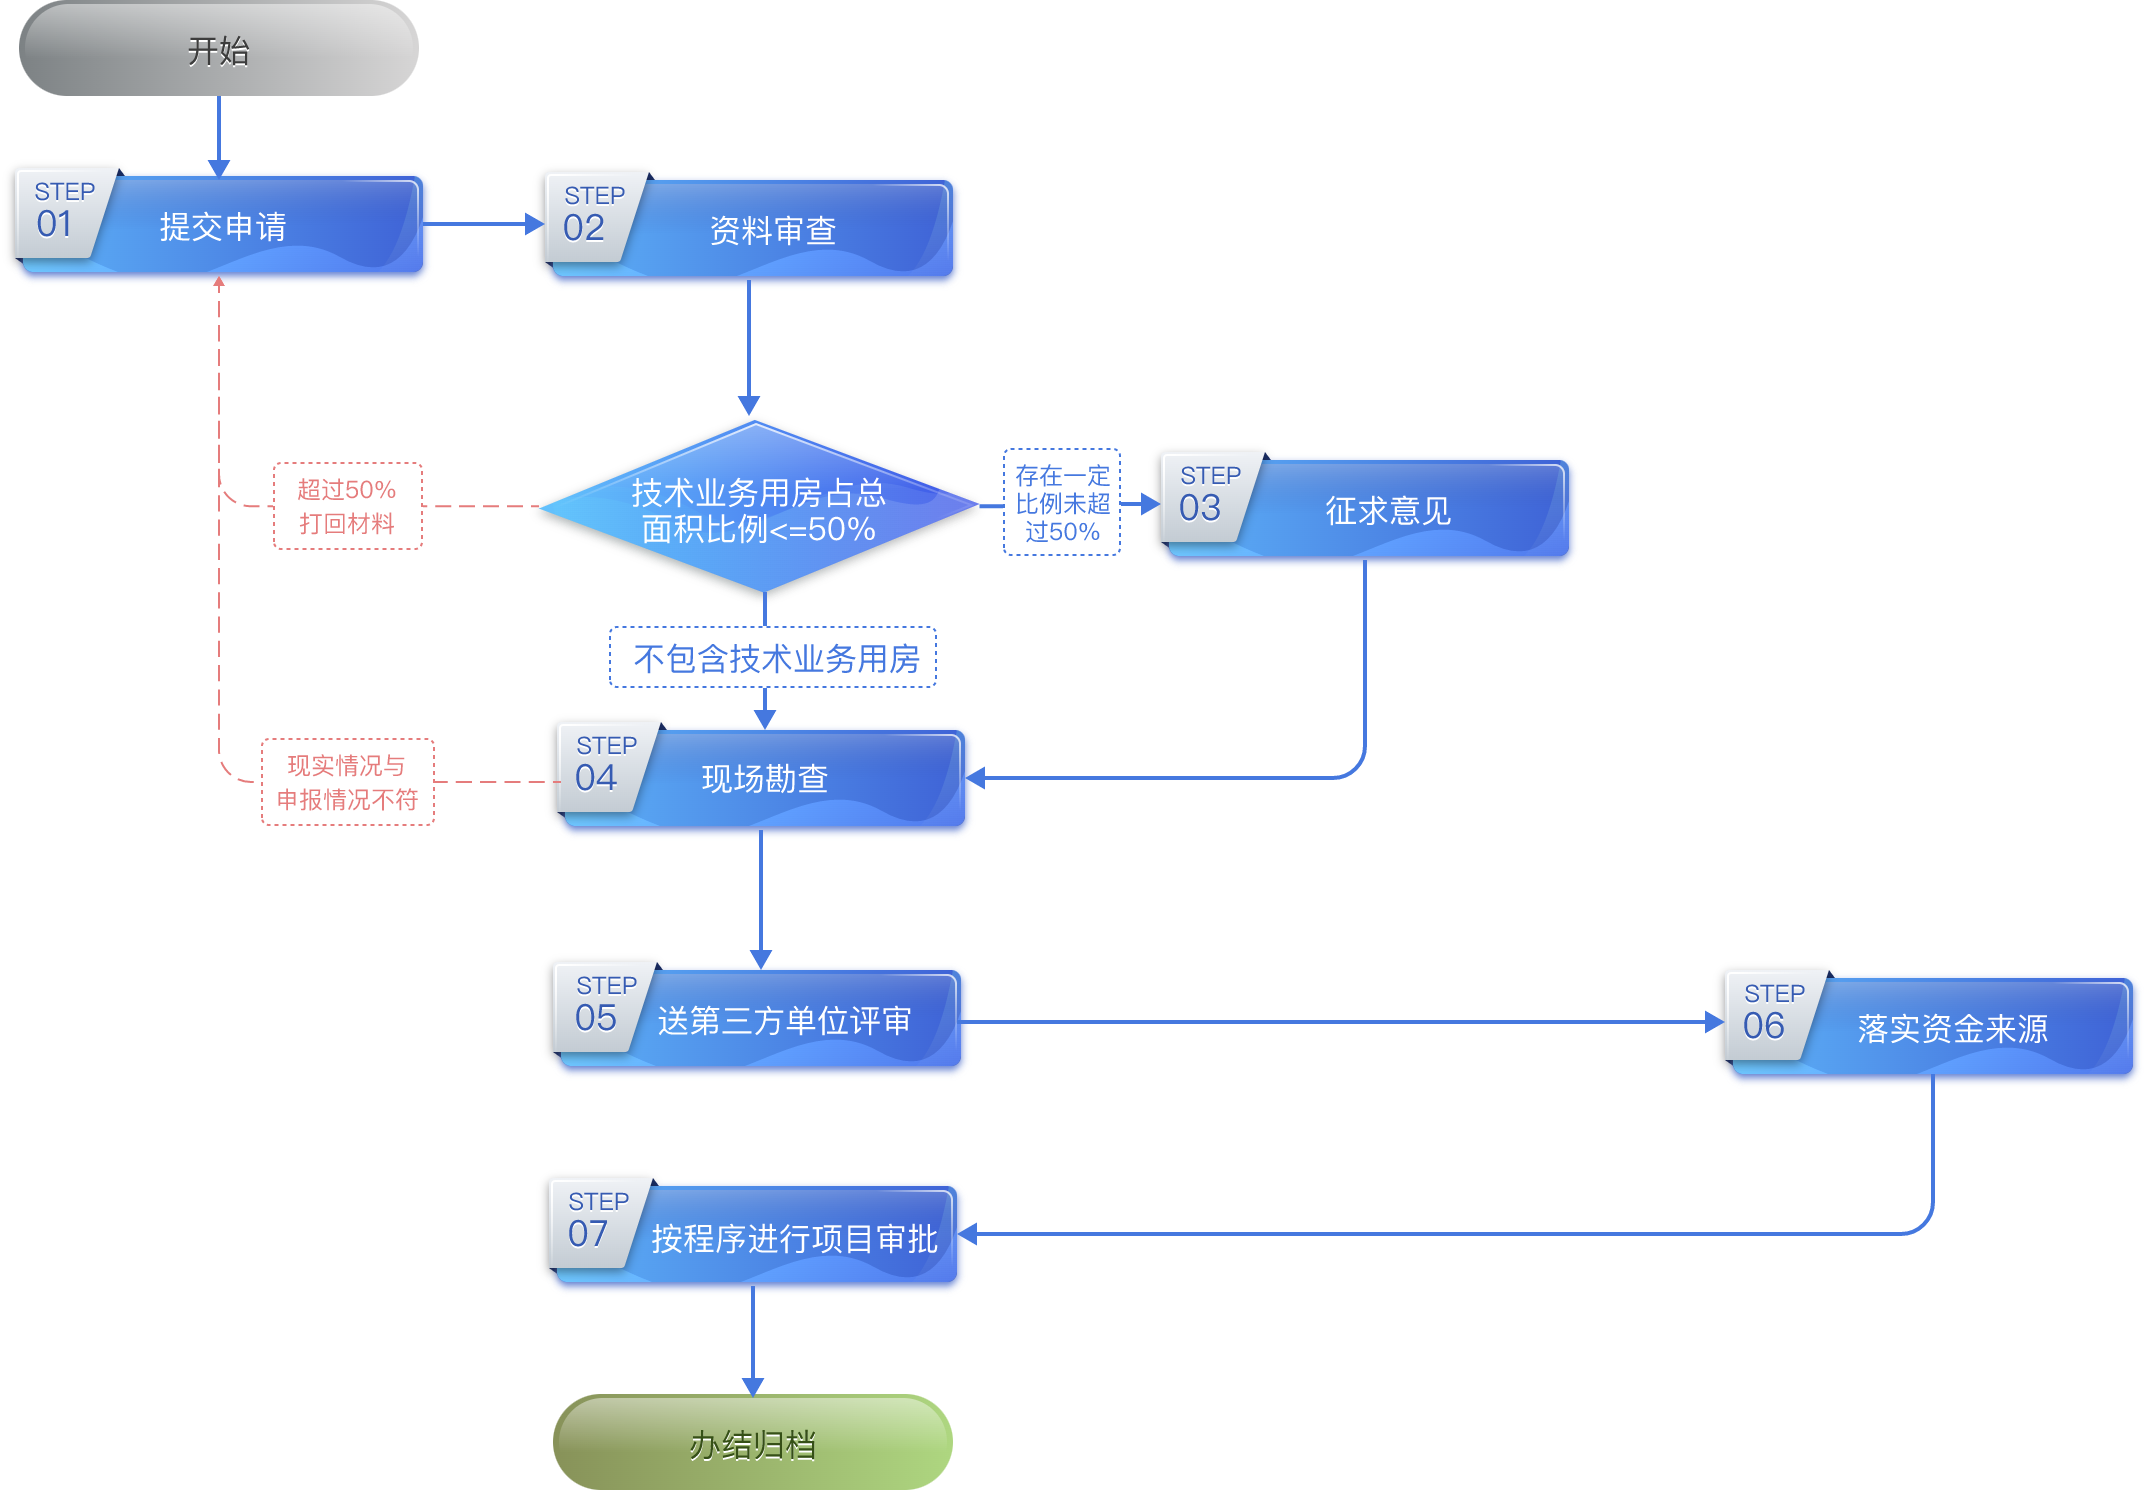 开始
STEP
01
提交申请
STEP
02
资料审查
技术业务用房占总
面积比例<=50%
超过50%
打回材料
存在一定
比例未超
过50%
STEP
03
征求意见
不包含技术业务用房
STEP
04
现场勘查
现实情况与
申报情况不符
STEP
05
送第三方单位评审
STEP
06
落实资金来源
STEP
07
按程序进行项目审批
办结归档